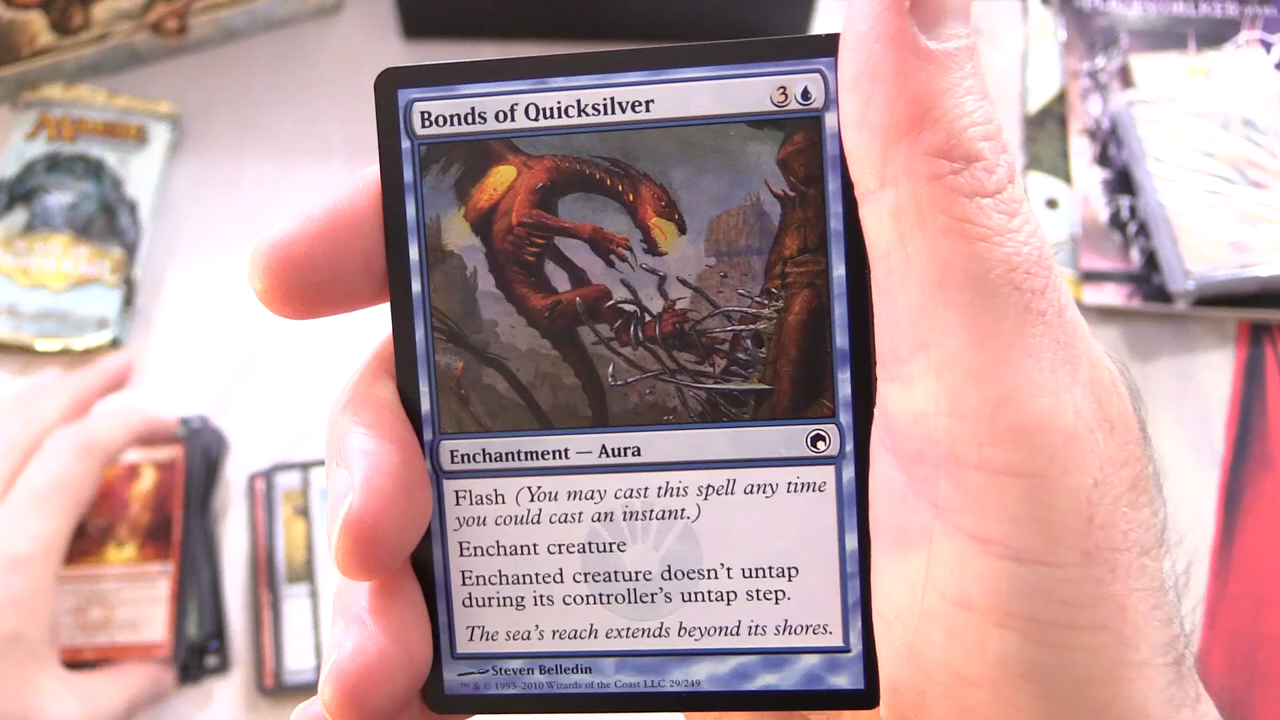 Bonds of Quicksilver 3
Enchantment — Aura
Flash (You may cast this spell any time
you could cast an instant.)
Enchant creature
Enchanted creature doesn't untap
during its controller's untap step.
The sea's reach extends beyond its shores.
Steven Belledin
™ & © 1993–2010 Wizards of the Coast LLC 29/249
MAGIC